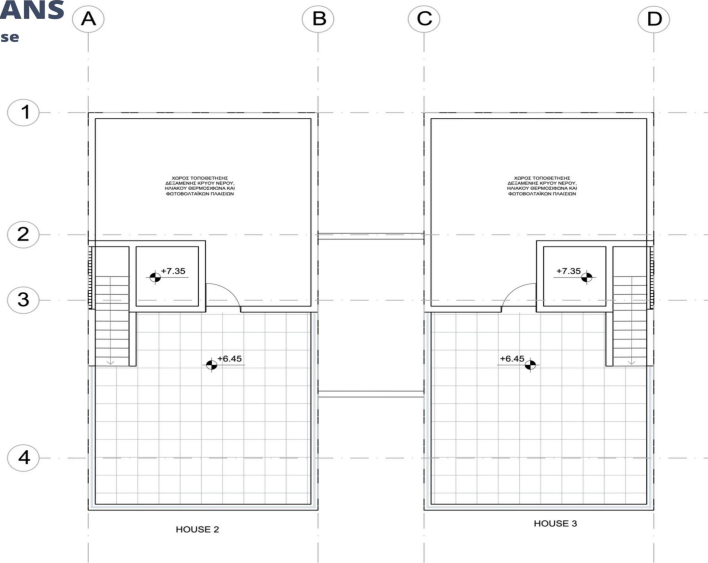 ANS
se
A
B
C
D
1
2
3
4
ΧΩΡΟΣ ΤΟΠΟΘΕΤΗΣΗΣ
ΔΕΞΑΜΕΝΗΣ ΚΡΥΟΥ ΝΕΡΟΥ,
ΗΛΙΑΚΟΥ ΘΕΡΜΟΣΙΦΩΝΑ ΚΑΙ
ΦΩΤΟΒΟΛΤΑΪΚΩΝ ΠΛΑΙΣΙΩΝ
ΧΩΡΟΣ ΤΟΠΟΘΕΤΗΣΗΣ
ΔΕΞΑΜΕΝΗΣ ΚΡΥΟΥ ΝΕΡΟΥ,
ΗΛΙΑΚΟΥ ΘΕΡΜΟΣΙΦΩΝΑ ΚΑΙ
ΦΩΤΟΒΟΛΤΑΪΚΩΝ ΠΛΑΙΣΙΩΝ
+7.35
+7.35
+6.45
+6.45
HOUSE 2
HOUSE 3